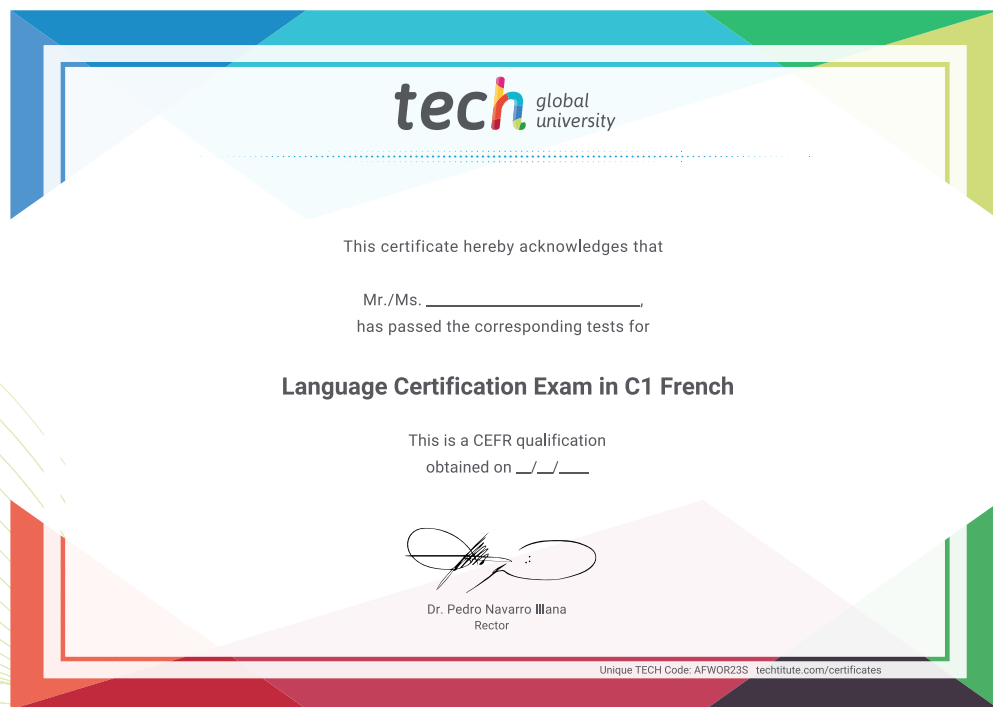 tech global university
This certificate hereby acknowledges that
Mr./Ms. ,
has passed the corresponding tests for
Language Certification Exam in C1 French
This is a CEFR qualification
obtained on __/__/____
Dr. Pedro Navarro Illana
Rector
Unique TECH Code: AFWOR23S techtitute.com/certificates